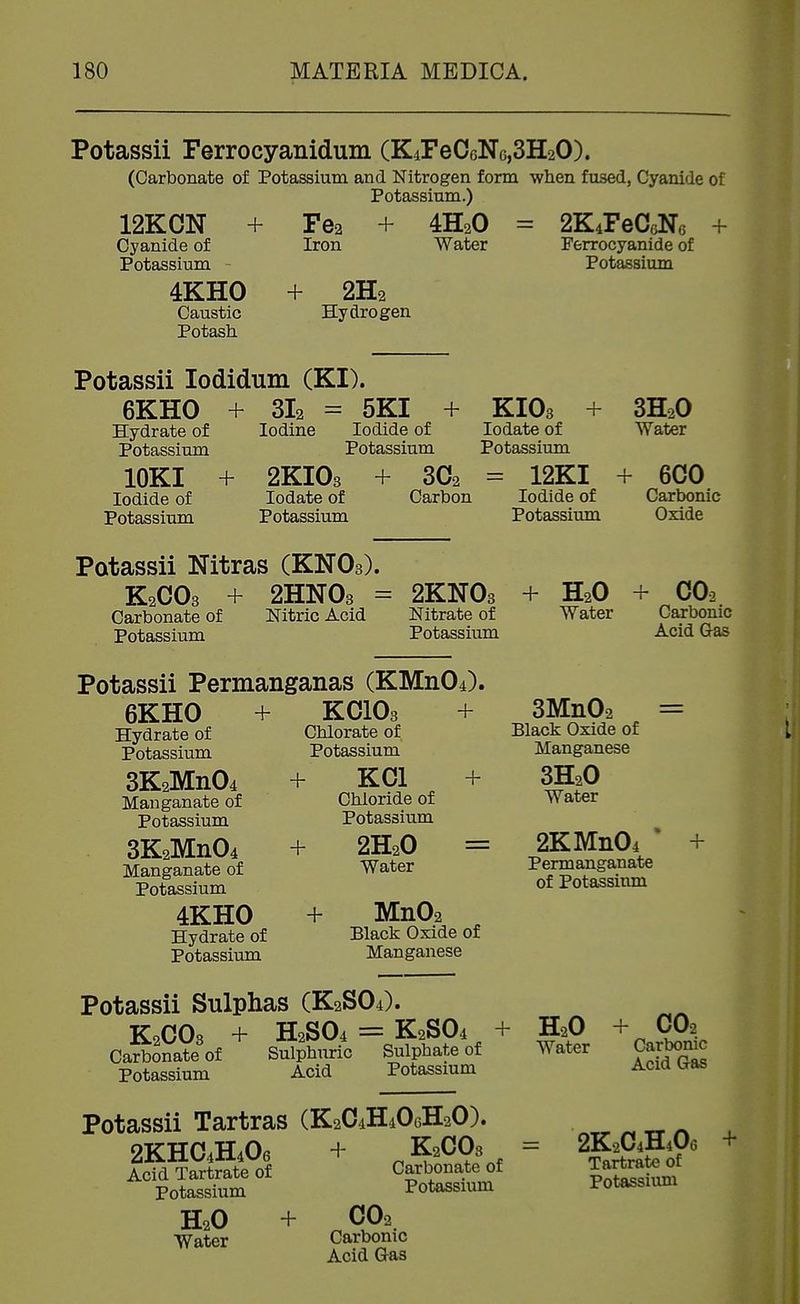 180 MATERIA MEDICA.
Potassii Ferrocyanidum (K₄FeC₆N₆,3H₂O).
(Carbonate of Potassium and Nitrogen form when fused, Cyanide of
Potassium.)
12KCN + Fe₂ + 4H₂O = 2K₄FeC₆N₆ +
Cyanide of Iron Water Ferrocyanide of
Potassium Potassium
4KHO + 2H₂
Caustic Hydrogen
Potash
Potassii Iodidum (KI).
6KHO + 3I₂ = 5KI + KIO₃ + 3H₂O
Hydrate of Iodine Iodide of Iodate of Water
Potassium Potassium Potassium
10KI + 2KIO₃ + 3C₂ = 12KI + 6CO
Iodide of Iodate of Carbon Iodide of Carbonic
Potassium Potassium Potassium Oxide
Potassii Nitras (KNO₃).
K₂CO₃ + 2HNO₃ = 2KNO₃ + H₂O + CO₂
Carbonate of Nitric Acid Nitrate of Water Carbonic
Potassium Potassium Acid Gas
Potassii Permanganas (KMnO₄).
6KHO + KClO₃ + 3MnO₂ =
Hydrate of Chlorate of Black Oxide of
Potassium Potassium Manganese
3K₂MnO₄ + KCl + 3H₂O
Manganate of Chloride of Water
Potassium Potassium
3K₂MnO₄ + 2H₂O = 2KMnO₄ +
Manganate of Water Permanganate
Potassium of Potassium
4KHO + MnO₂
Hydrate of Black Oxide of
Potassium Manganese
Potassii Sulphas (K₂SO₄).
K₂CO₃ + H₂SO₄ = K₂SO₄ + H₂O + CO₂
Carbonate of Sulphuric Sulphate of Water Carbonic
Potassium Acid Potassium Acid Gas
Potassii Tartras (K₂C₄H₄O₆H₂O).
2KHC₄H₄O₆ + K₂CO₃ = 2K₂C₄H₄O₆ +
Acid Tartrate of Carbonate of Tartrate of
Potassium Potassium Potassium
H₂O + CO₂
Water Carbonic
Acid Gas